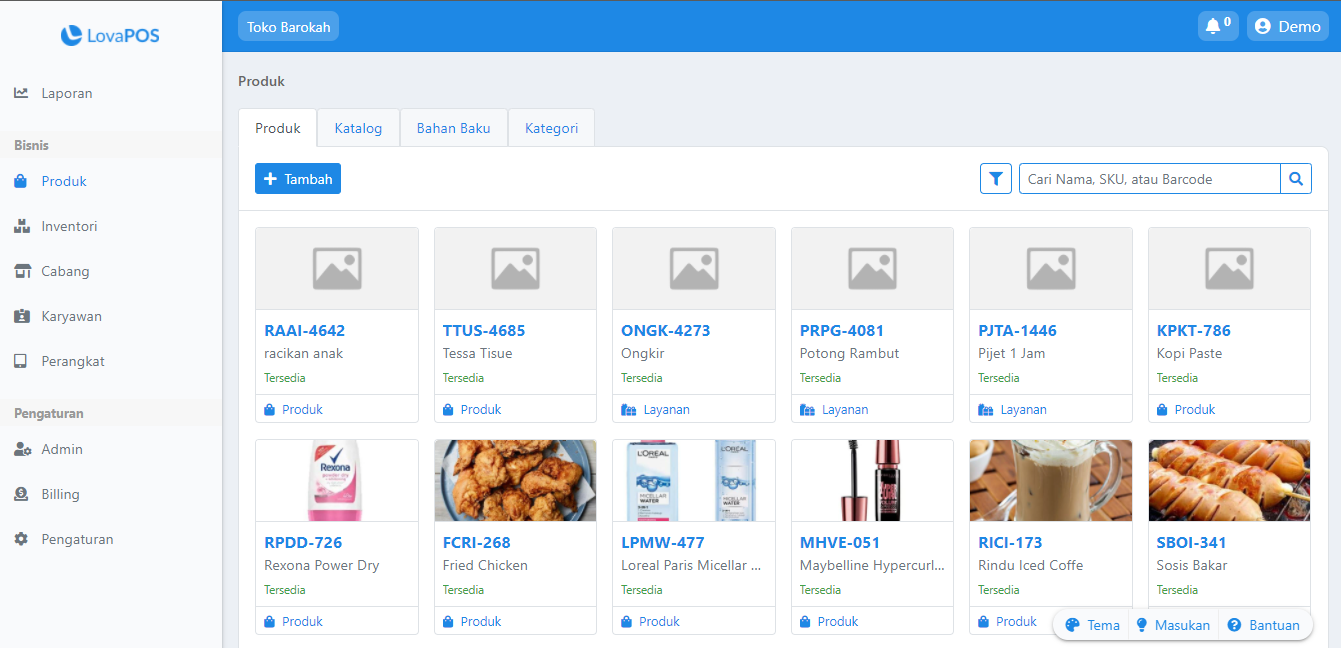 LovaPOS
Toko Barokah
0
Demo
Laporan
Bisnis
Produk
Inventori
Cabang
Karyawan
Perangkat
Pengaturan
Admin
Billing
Pengaturan
Produk
Produk Katalog Bahan Baku Kategori
Tambah
Cari Nama, SKU, atau Barcode
RAAI-4642
racikan anak
Tersedia
Produk
TTUS-4685
Tessa Tisue
Tersedia
Produk
ONGK-4273
Ongkir
Tersedia
Layanan
PRPG-4081
Potong Rambut
Tersedia
Layanan
PJTA-1446
Pijet 1 Jam
Tersedia
Layanan
KPKT-786
Kopi Paste
Tersedia
Produk
Rexona
RPDD-726
Rexona Power Dry
Tersedia
Produk
FCRI-268
Fried Chicken
Tersedia
Produk
L'OREAL
MICELLAR
WATER
L'OREAL
MICELLAR
WATER
LPMW-477
Loreal Paris Micellar ...
Tersedia
Produk
MHVE-051
Maybelline Hypercurl...
Tersedia
Produk
RICI-173
Rindu Iced Coffe
Tersedia
Produk
SBOI-341
Sosis Bakar
Tersedia
Tema
Masukan
Bantuan